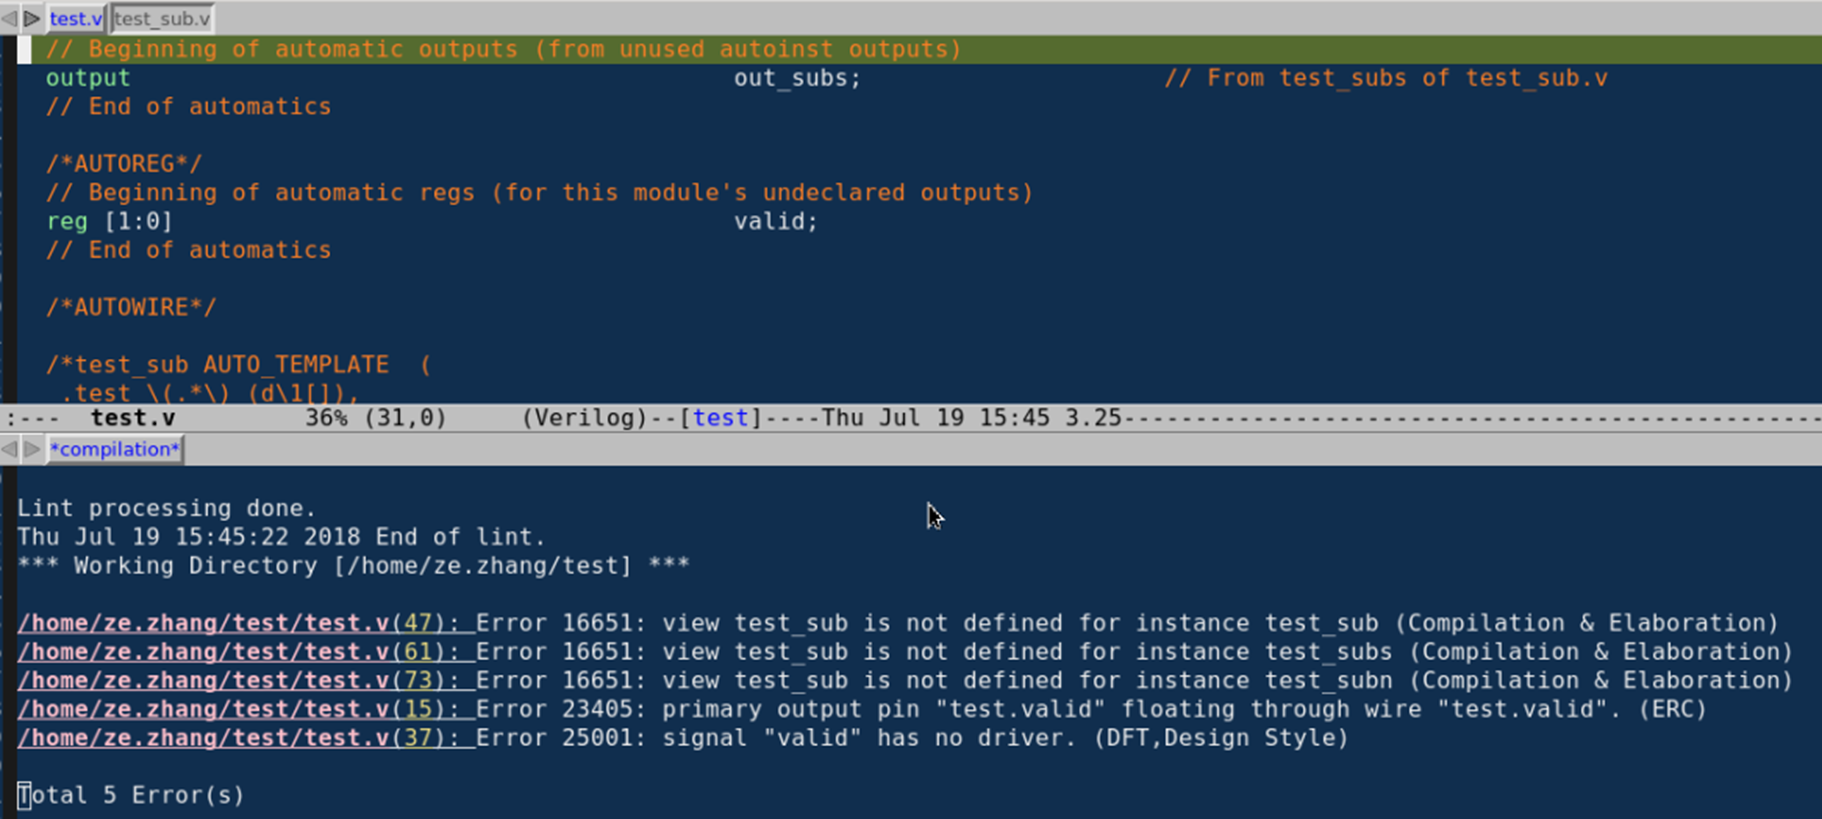 test.v test_sub.v
// Beginning of automatic outputs (from unused autoinst outputs)
output out_subs; // From test_subs of test_sub.v
// End of automatics
/*AUTOREG*/
// Beginning of automatic regs (for this module's undeclared outputs)
reg [1:0] valid;
// End of automatics
/*AUTOWIRE*/
/*test_sub AUTO_TEMPLATE (
.test_\(.*\) (d\1[]),
:--- test.v 36% (31,0) (Verilog)--[test]----Thu Jul 19 15:45 3.25-------------------------------------------------
*compilation*
Lint processing done.
Thu Jul 19 15:45:22 2018 End of lint.
*** Working Directory [/home/ze.zhang/test] ***
/home/ze.zhang/test/test.v(47): Error 16651: view test_sub is not defined for instance test_sub (Compilation & Elaboration)
/home/ze.zhang/test/test.v(61): Error 16651: view test_sub is not defined for instance test_subs (Compilation & Elaboration)
/home/ze.zhang/test/test.v(73): Error 16651: view test_sub is not defined for instance test_subn (Compilation & Elaboration)
/home/ze.zhang/test/test.v(15): Error 23405: primary output pin "test.valid" floating through wire "test.valid". (ERC)
/home/ze.zhang/test/test.v(37): Error 25001: signal "valid" has no driver. (DFT,Design Style)
Total 5 Error(s)